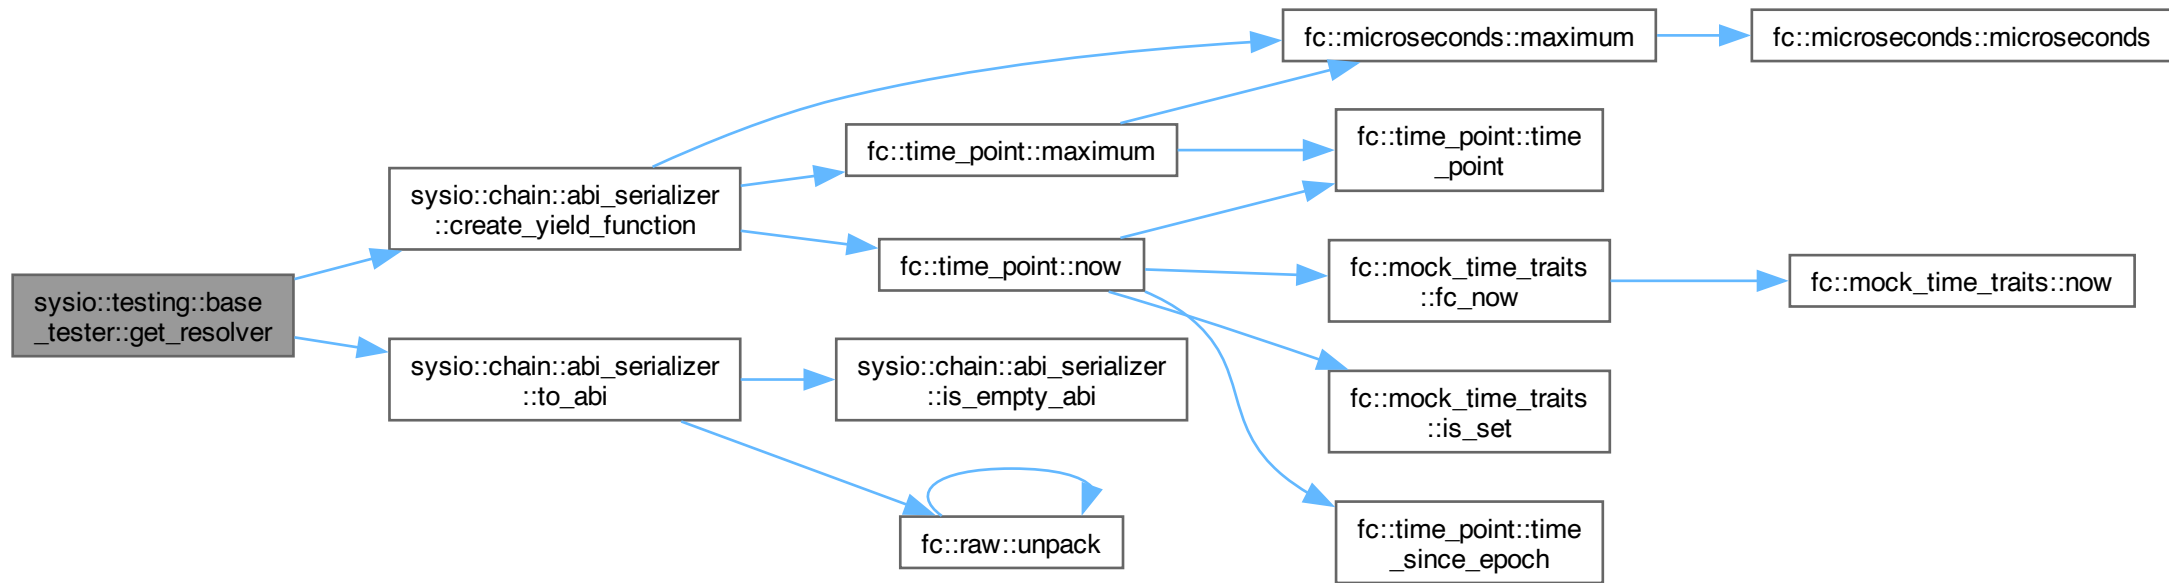 sysio::testing::base
_tester::get_resolver
sysio::chain::abi_serializer
::create_yield_function
sysio::chain::abi_serializer
::to_abi
fc::time_point::maximum
fc::time_point::now
sysio::chain::abi_serializer
::is_empty_abi
fc::raw::unpack
fc::microseconds::maximum
fc::time_point::time
_point
fc::mock_time_traits
::fc_now
fc::mock_time_traits
::is_set
fc::time_point::time
_since_epoch
fc::microseconds::microseconds
fc::mock_time_traits::now